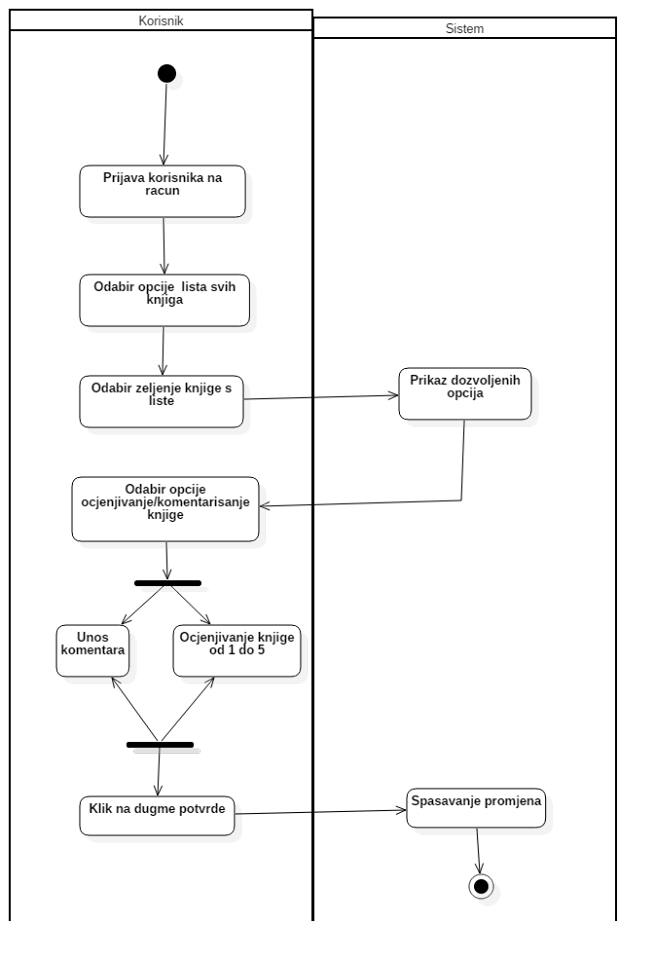 Korisnik
Sistem
Prijava korisnika na
racun
Odabir opcije  lista svih
knjiga
Odabir zeljenje knjige s
liste
Prikaz dozvoljenih
opcija
Odabir opcije
ocjenjivanje/komentarisanje
knjige
Unos
komentara
Ocjenjivanje knjige
od 1 do 5
Klik na dugme potvrde
Spasavanje promjena